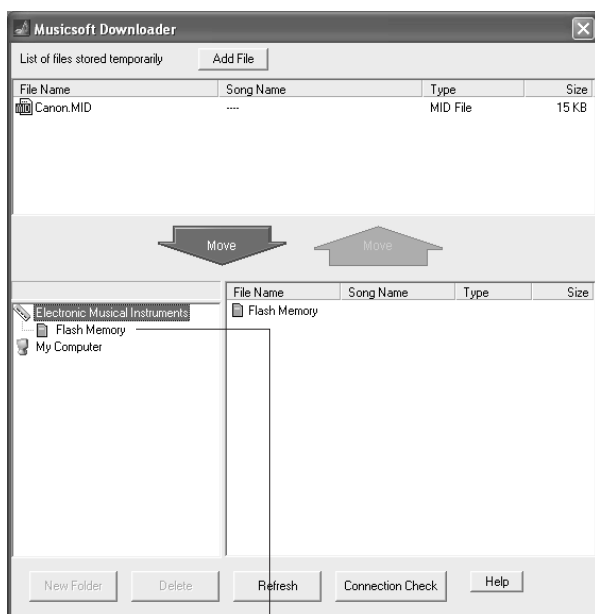 Musicsoft Downloader
List of files stored temporarily Add File
File Name Song Name Type Size
Canon.MID ---- MID File 15 KB
Move Move
File Name Song Name Type Size
Electronic Musical Instruments Flash Memory
Flash Memory
My Computer
New Folder Delete Refresh Connection Check Help